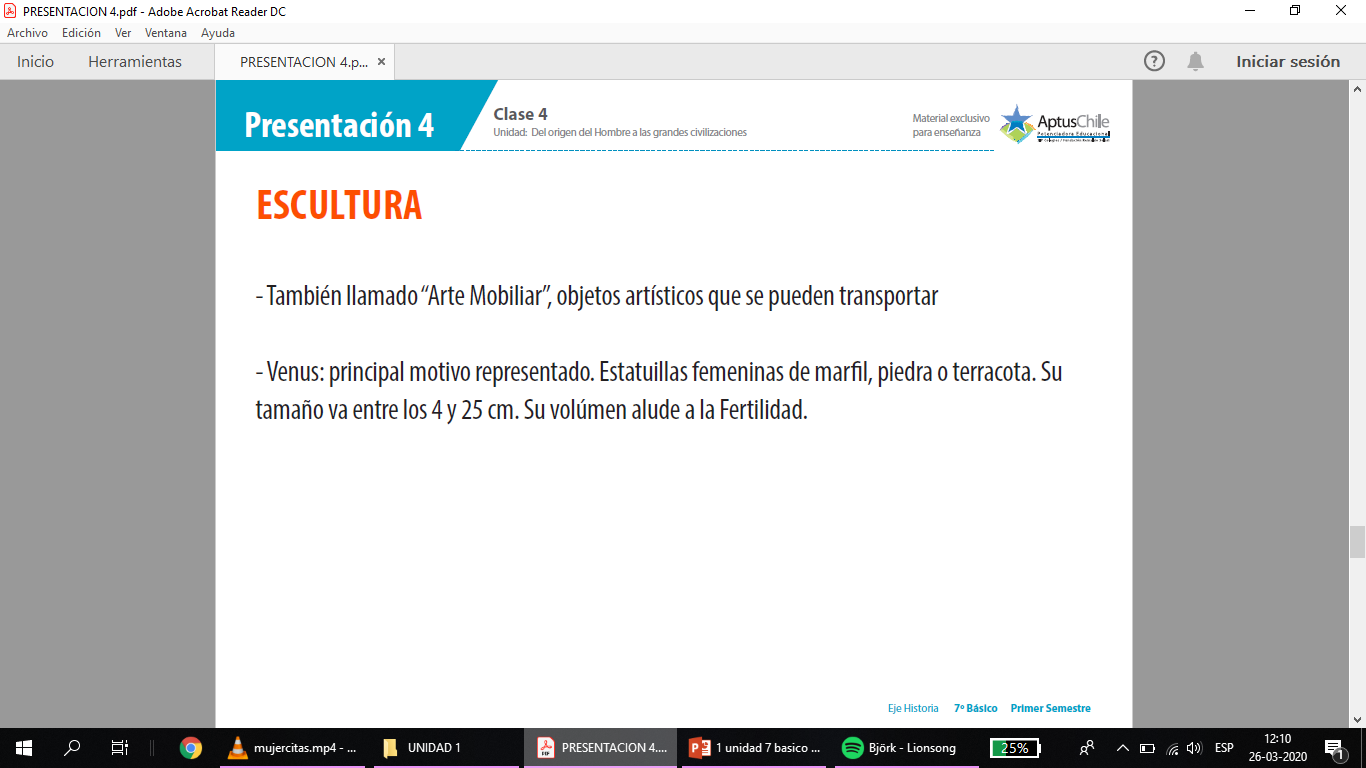 PRESENTACION 4.pdf - Adobe Acrobat Reader DC
Archivo Edición Ver Ventana Ayuda
Inicio Herramientas PRESENTACION 4.p... × Iniciar sesión
Presentación 4
Clase 4
Unidad: Del origen del Hombre a las grandes civilizaciones
Material exclusivo
para enseñanza
AptusChile
Potenciadora Educacional
ESCULTURA
- También llamado “Arte Mobiliar”, objetos artísticos que se pueden transportar
- Venus: principal motivo representado. Estatuillas femeninas de marfil, piedra o terracota. Su
tamaño va entre los 4 y 25 cm. Su volúmen alude a la Fertilidad.
Eje Historia 7º Básico Primer Semestre
mujercitas.mp4 - ... UNIDAD 1 PRESENTACION 4.... 1 unidad 7 basico ... Björk - Lionsong 25% ESP 12:10
26-03-2020 1